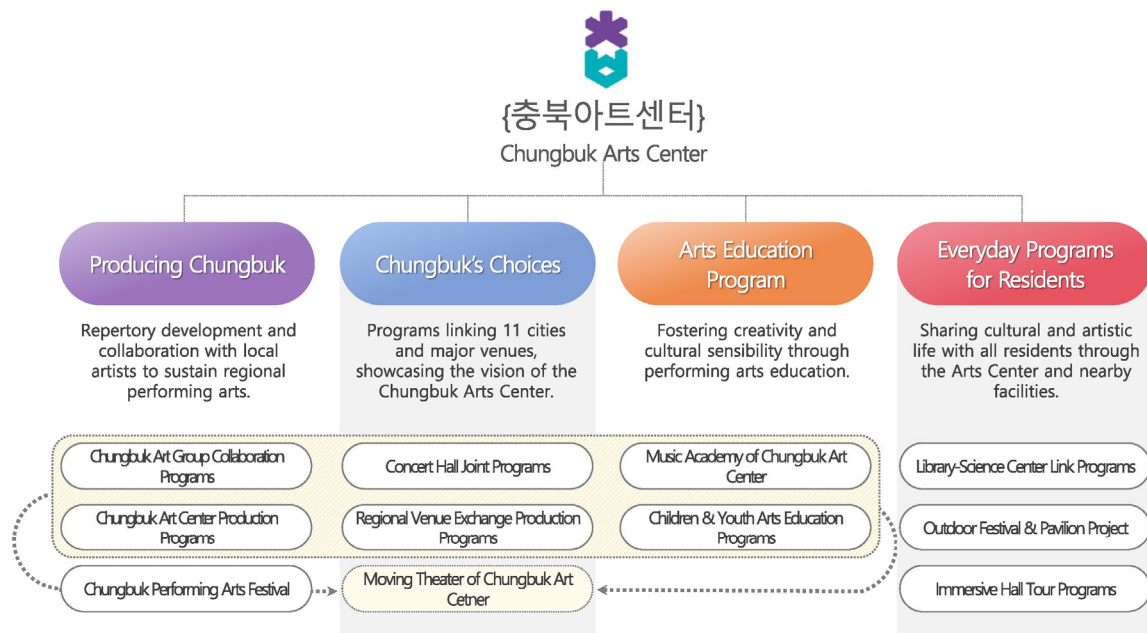 {충북아트센터}
Chungbuk Arts Center
Producing Chungbuk
Repertory development and
collaboration with local
artists to sustain regional
performing arts.
Chungbuk's Choices
Programs linking 11 cities
and major venues,
showcasing the vision of the
Chungbuk Arts Center.
Arts Education
Program
Fostering creativity and
cultural sensibility through
performing arts education.
Everyday Programs
for Residents
Sharing cultural and artistic
life with all residents through
the Arts Center and nearby
facilities.
Chungbuk Art Group Collaboration
Programs
Chungbuk Art Center Production
Programs
Chungbuk Performing Arts Festival
Concert Hall Joint Programs
Regional Venue Exchange Production
Programs
Moving Theater of Chungbuk Art
Cetner
Music Academy of Chungbuk Art
Center
Children & Youth Arts Education
Programs
Library-Science Center Link Programs
Outdoor Festival & Pavilion Project
Immersive Hall Tour Programs